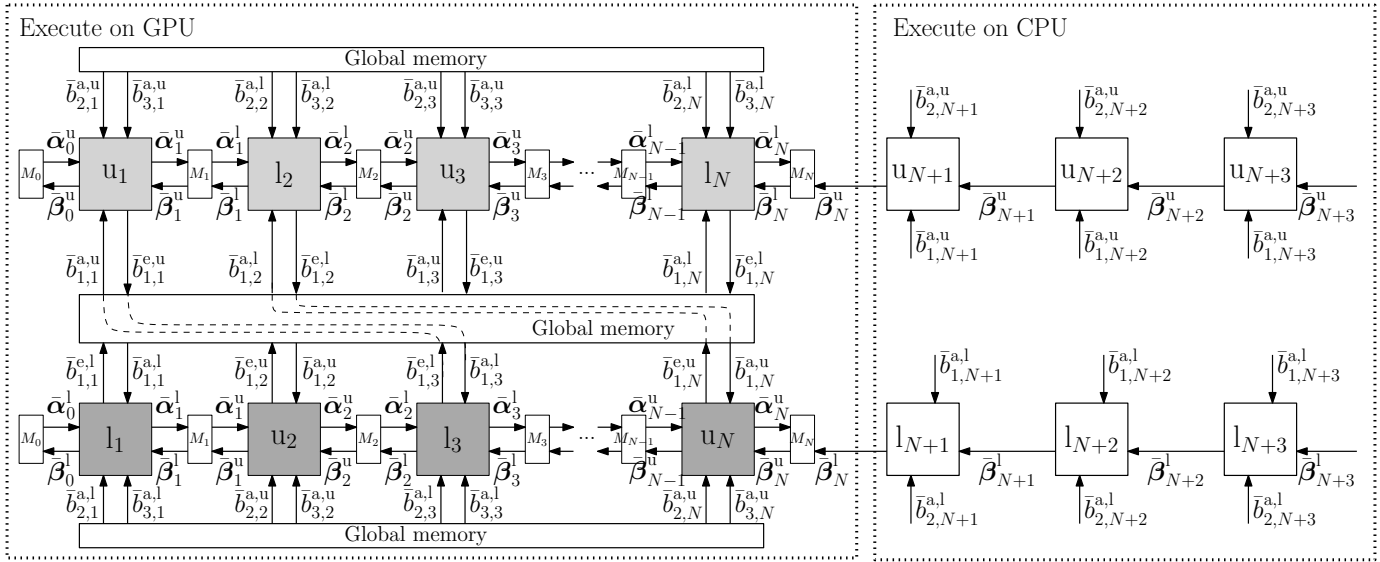 Execute on GPU
Execute on CPU
Global memory
b̄^{a,u}_{2,1} b̄^{a,u}_{3,1} b̄^{a,l}_{2,2} b̄^{a,l}_{3,2} b̄^{a,u}_{2,3} b̄^{a,u}_{3,3} b̄^{a,l}_{2,N} b̄^{a,l}_{3,N} b̄^{a,u}_{2,N+1} b̄^{a,u}_{2,N+2} b̄^{a,u}_{2,N+3}
ᾱ^u_0 ᾱ^u_1 ᾱ^l_1 ᾱ^l_2 ᾱ^u_2 ᾱ^u_3 ᾱ^l_{N−1} ᾱ^l_N
M_0 u_1 M_1 l_2 M_2 u_3 M_3 ... M_{N−1} l_N M_N u_{N+1} u_{N+2} u_{N+3}
β̄^u_0 β̄^u_1 β̄^l_1 β̄^l_2 β̄^u_2 β̄^u_3 β̄^l_{N−1} β̄^l_N β̄^u_N β̄^u_{N+1} β̄^u_{N+2} β̄^u_{N+3}
b̄^{a,u}_{1,1} b̄^{e,u}_{1,1} b̄^{a,l}_{1,2} b̄^{e,l}_{1,2} b̄^{a,u}_{1,3} b̄^{e,u}_{1,3} b̄^{a,l}_{1,N} b̄^{e,l}_{1,N} b̄^{a,u}_{1,N+1} b̄^{a,u}_{1,N+2} b̄^{a,u}_{1,N+3}
Global memory
b̄^{e,l}_{1,1} b̄^{a,l}_{1,1} b̄^{e,u}_{1,2} b̄^{a,u}_{1,2} b̄^{e,l}_{1,3} b̄^{a,l}_{1,3} b̄^{e,u}_{1,N} b̄^{a,u}_{1,N} b̄^{a,l}_{1,N+1} b̄^{a,l}_{1,N+2} b̄^{a,l}_{1,N+3}
ᾱ^l_0 ᾱ^l_1 ᾱ^u_1 ᾱ^u_2 ᾱ^l_2 ᾱ^l_3 ᾱ^u_{N−1} ᾱ^u_N
M_0 l_1 M_1 u_2 M_2 l_3 M_3 ... M_{N−1} u_N M_N l_{N+1} l_{N+2} l_{N+3}
β̄^l_0 β̄^l_1 β̄^u_1 β̄^u_2 β̄^l_2 β̄^l_3 β̄^u_{N−1} β̄^u_N β̄^l_N β̄^l_{N+1} β̄^l_{N+2} β̄^l_{N+3}
b̄^{a,l}_{2,1} b̄^{a,l}_{3,1} b̄^{a,u}_{2,2} b̄^{a,u}_{3,2} b̄^{a,l}_{2,3} b̄^{a,l}_{3,3} b̄^{a,u}_{2,N} b̄^{a,u}_{3,N} b̄^{a,l}_{2,N+1} b̄^{a,l}_{2,N+2} b̄^{a,l}_{2,N+3}
Global memory